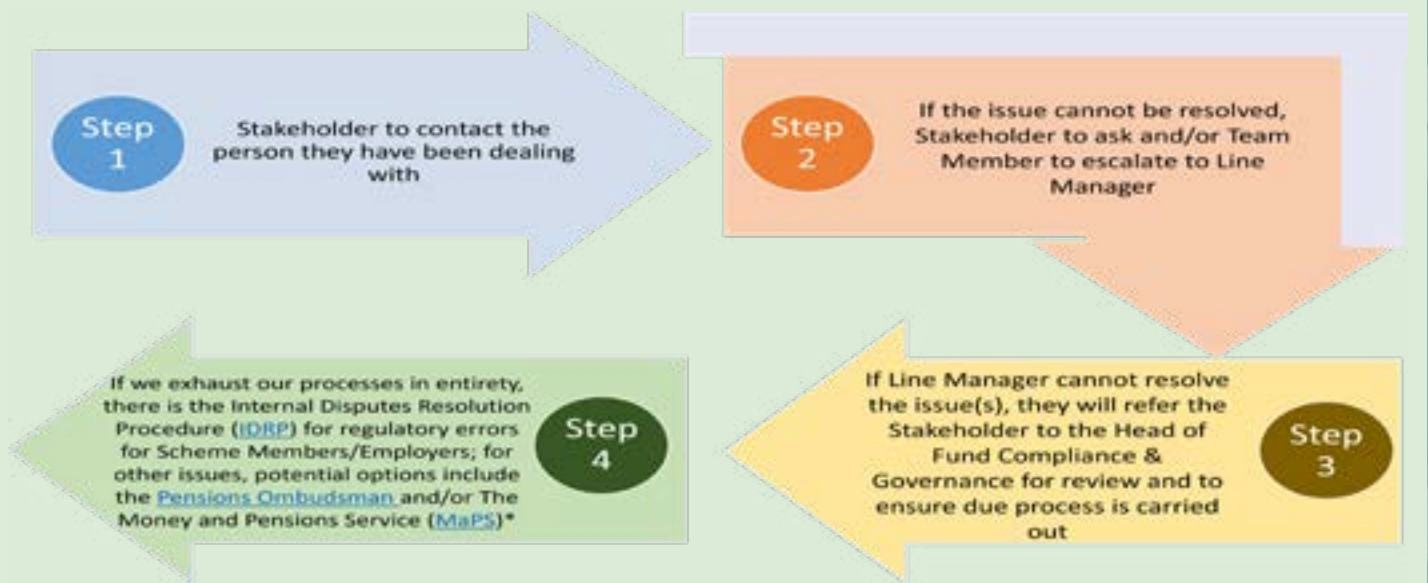 Step
1
Stakeholder to contact the
person they have been dealing
with
Step
2
If the issue cannot be resolved,
Stakeholder to ask and/or Team
Member to escalate to Line
Manager
Step
3
If Line Manager cannot resolve
the issue(s), they will refer the
Stakeholder to the Head of
Fund Compliance &
Governance for review and to
ensure due process is carried
out
Step
4
If we exhaust our processes in entirety,
there is the Internal Disputes Resolution
Procedure (IDRP) for regulatory errors
for Scheme Members/Employers; for
other issues, potential options include
the Pensions Ombudsman and/or The
Money and Pensions Service (MaPS)*